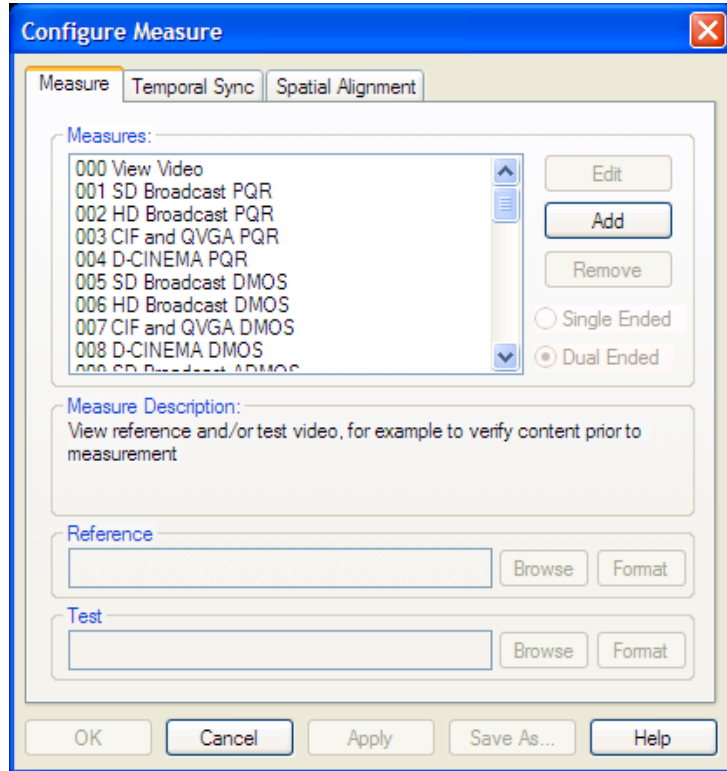 Configure Measure
Measure Temporal Sync Spatial Alignment
Measures:
000 View Video
001 SD Broadcast PQR
002 HD Broadcast PQR
003 CIF and QVGA PQR
004 D-CINEMA PQR
005 SD Broadcast DMOS
006 HD Broadcast DMOS
007 CIF and QVGA DMOS
008 D-CINEMA DMOS
009 SD Broadcast ADMOS
Edit
Add
Remove
Single Ended
Dual Ended
Measure Description:
View reference and/or test video, for example to verify content prior to
measurement
Reference
Browse Format
Test
Browse Format
OK Cancel Apply Save As... Help